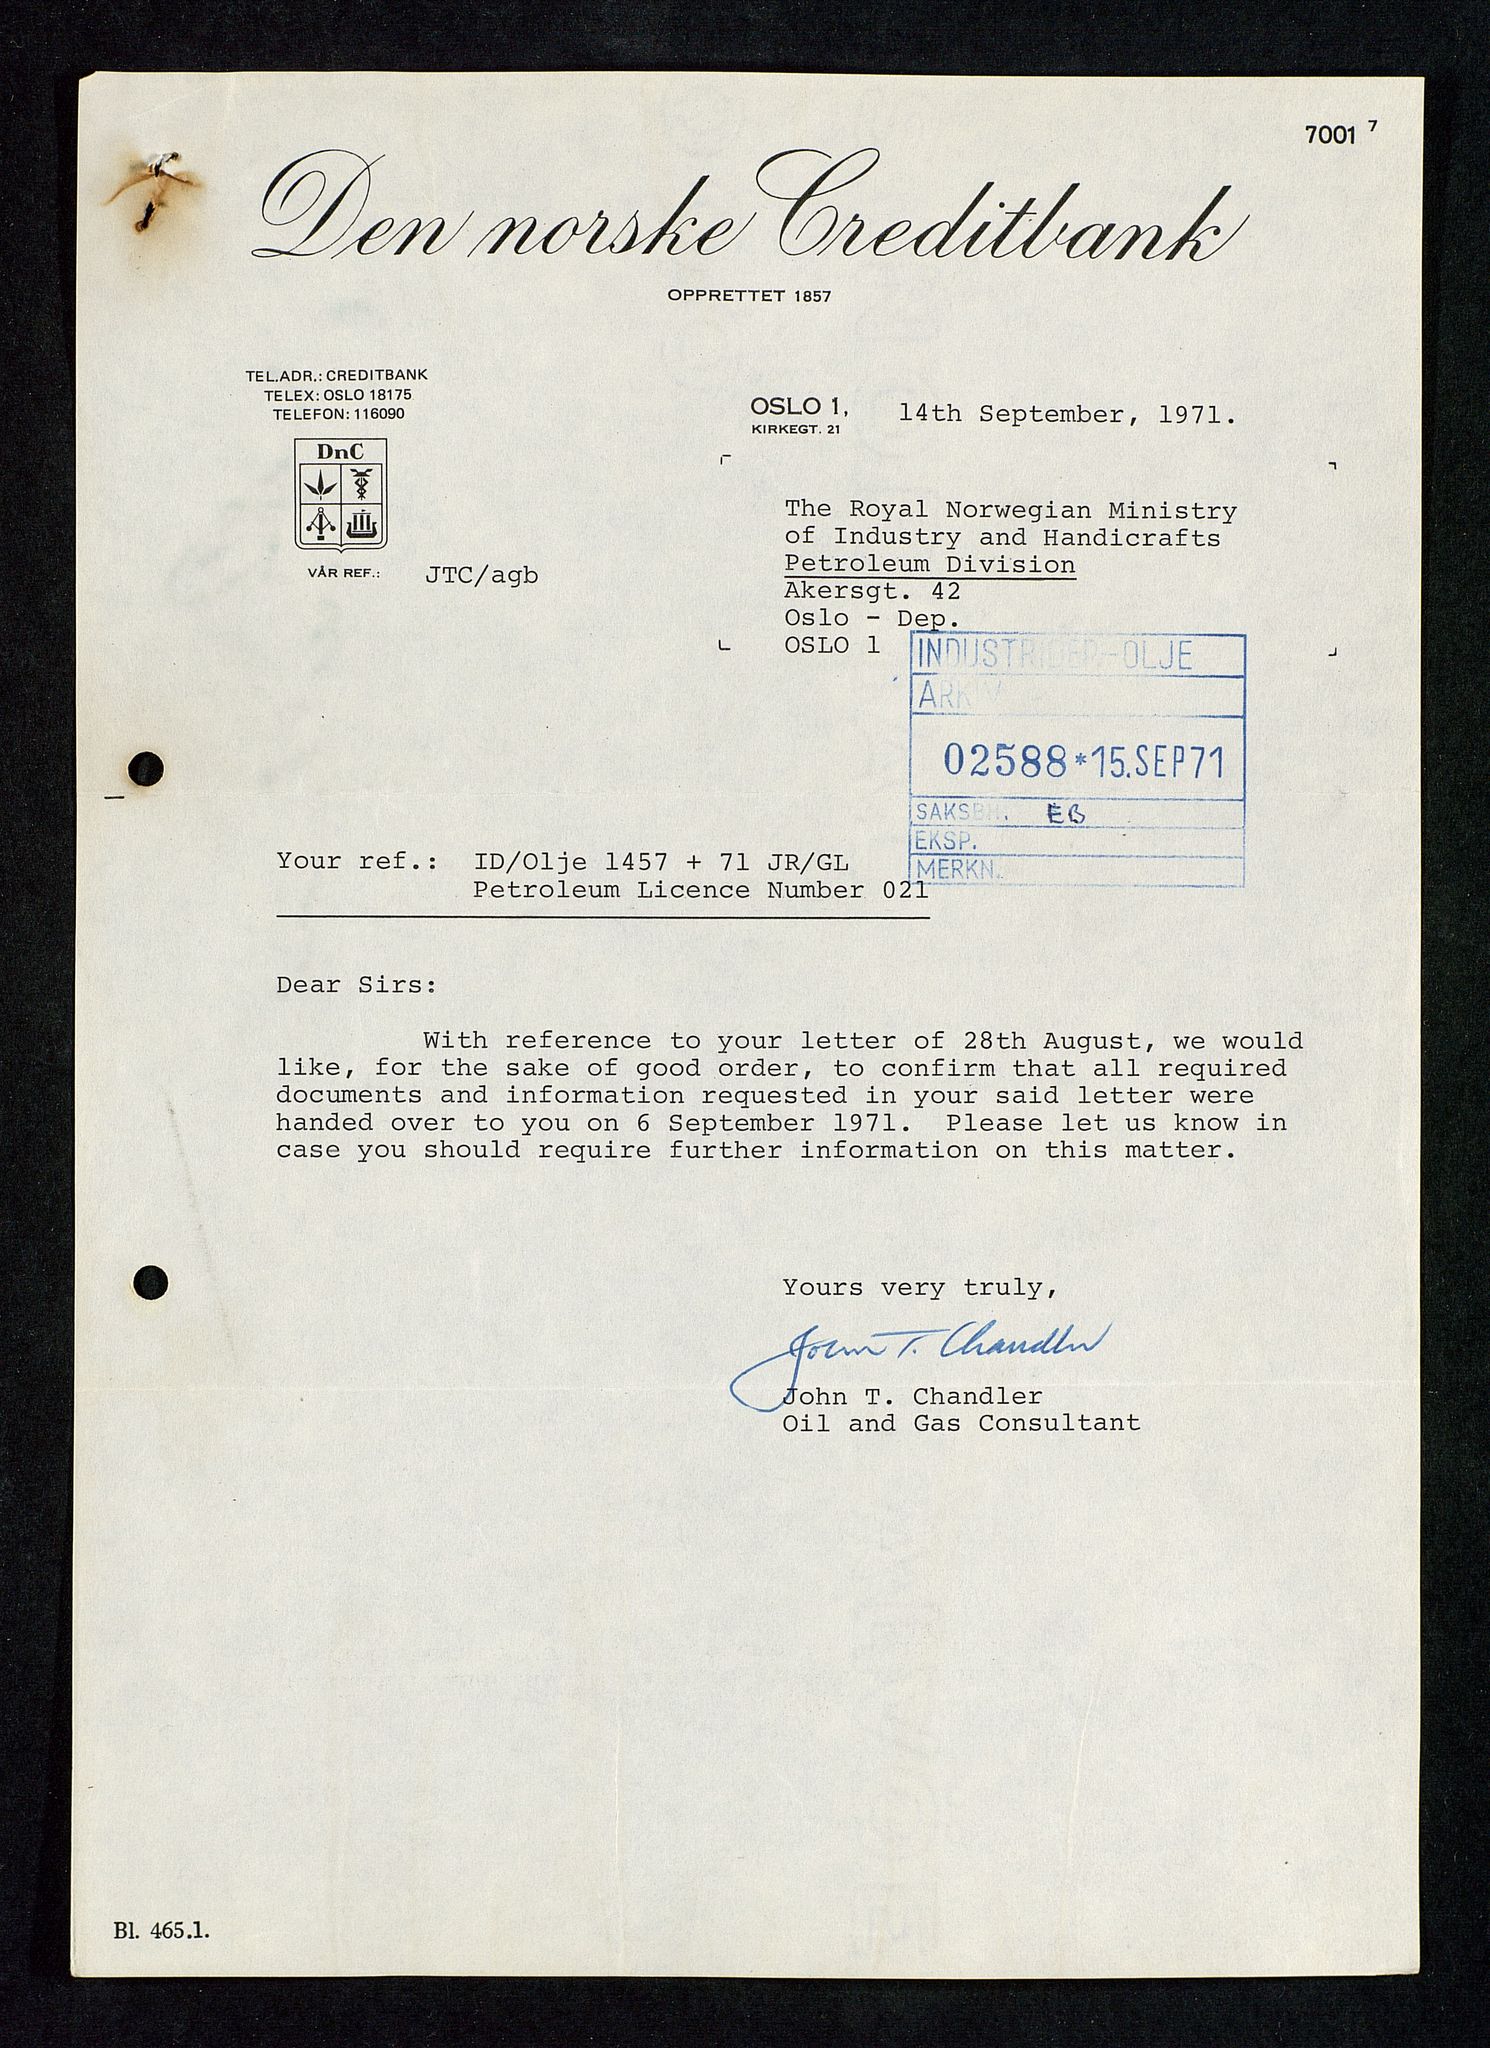 7001 7
Den norske Creditbank
OPPRETTET 1857
TEL.ADR.: CREDITBANK
TELEX: OSLO 18175
TELEFON: 116090
DnC
VÅR REF.: JTC/agb
OSLO 1, 14th September, 1971.
KIRKEGT. 21
The Royal Norwegian Ministry
of Industry and Handicrafts
Petroleum Division
Akersgt. 42
Oslo - Dep.
OSLO 1
INDUSTRIDEP.-OLJE
ARKIV
02588*15.SEP71
SAKSBH. EB
EKSP.
MERKN.
Your ref.: ID/Olje 1457 + 71 JR/GL
Petroleum Licence Number 021
Dear Sirs:
With reference to your letter of 28th August, we would
like, for the sake of good order, to confirm that all required
documents and information requested in your said letter were
handed over to you on 6 September 1971. Please let us know in
case you should require further information on this matter.
Yours very truly,
John T. Chandler
John T. Chandler
Oil and Gas Consultant
Bl. 465.1.